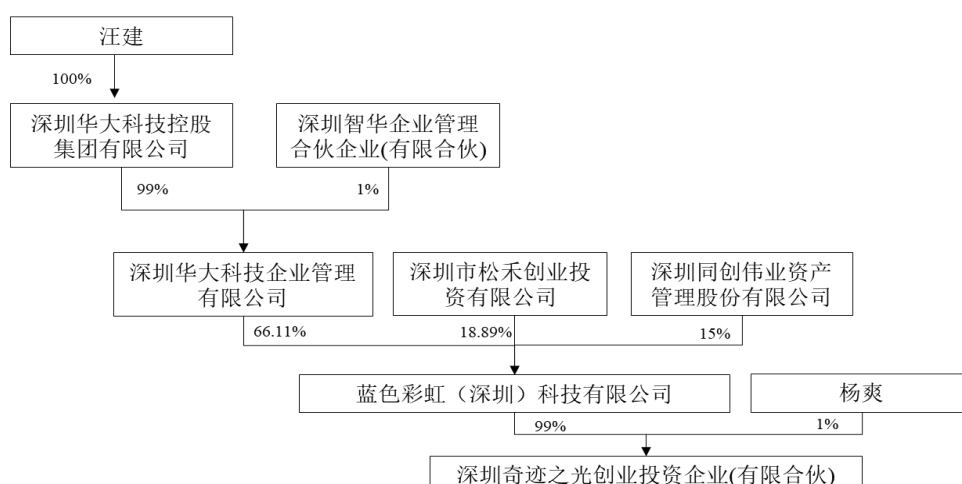 汪建
100%
深圳华大科技控股
集团有限公司
深圳智华企业管理
合伙企业(有限合伙)
99%
1%
深圳华大科技企业管理
有限公司
深圳市松禾创业投
资有限公司
深圳同创伟业资产
管理股份有限公司
66.11%
18.89%
15%
蓝色彩虹（深圳）科技有限公司
杨爽
99%
1%
深圳奇迹之光创业投资企业(有限合伙)